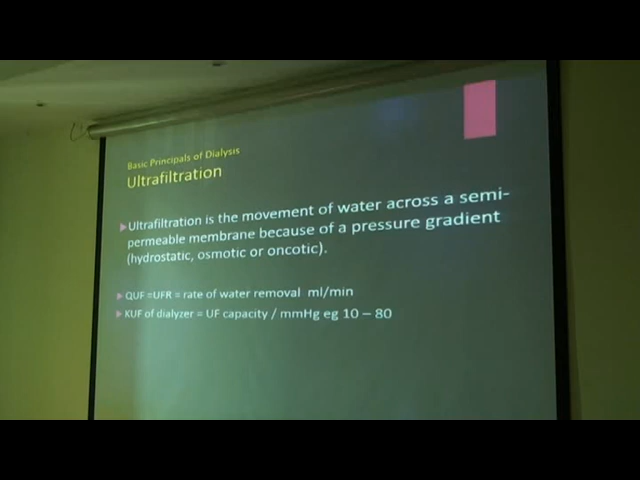 Basic Principals of Dialysis
Ultrafiltration
Ultrafiltration is the movement of water across a semi-
permeable membrane because of a pressure gradient
(hydrostatic, osmotic or oncotic).
QUF =UFR = rate of water removal ml/min
KUF of dialyzer = UF capacity / mmHg eg 10 – 80